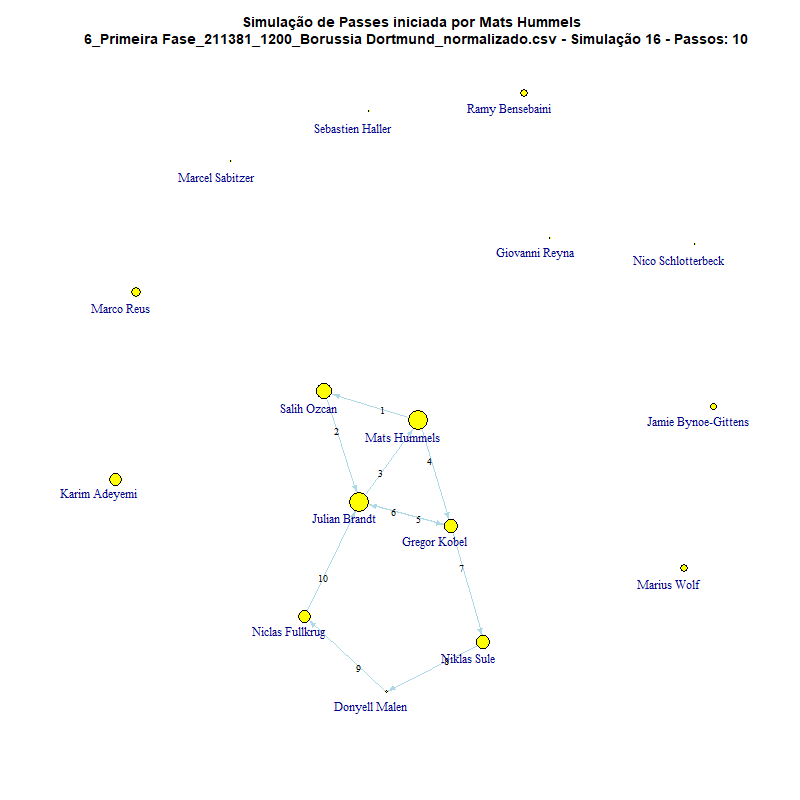 Simulação de Passes iniciada por Mats Hummels
6_Primeira Fase_211381_1200_Borussia Dortmund_normalizado.csv - Simulação 16 - Passos: 10
Ramy Bensebaini
Sebastien Haller
Marcel Sabitzer
Giovanni Reyna
Nico Schlotterbeck
Marco Reus
Salih Ozcan
1
Jamie Bynoe-Gittens
2
Mats Hummels
4
3
Karim Adeyemi
Julian Brandt
6
5
Gregor Kobel
7
10
Marius Wolf
Niclas Fullkrug
Niklas Sule
8
9
Donyell Malen